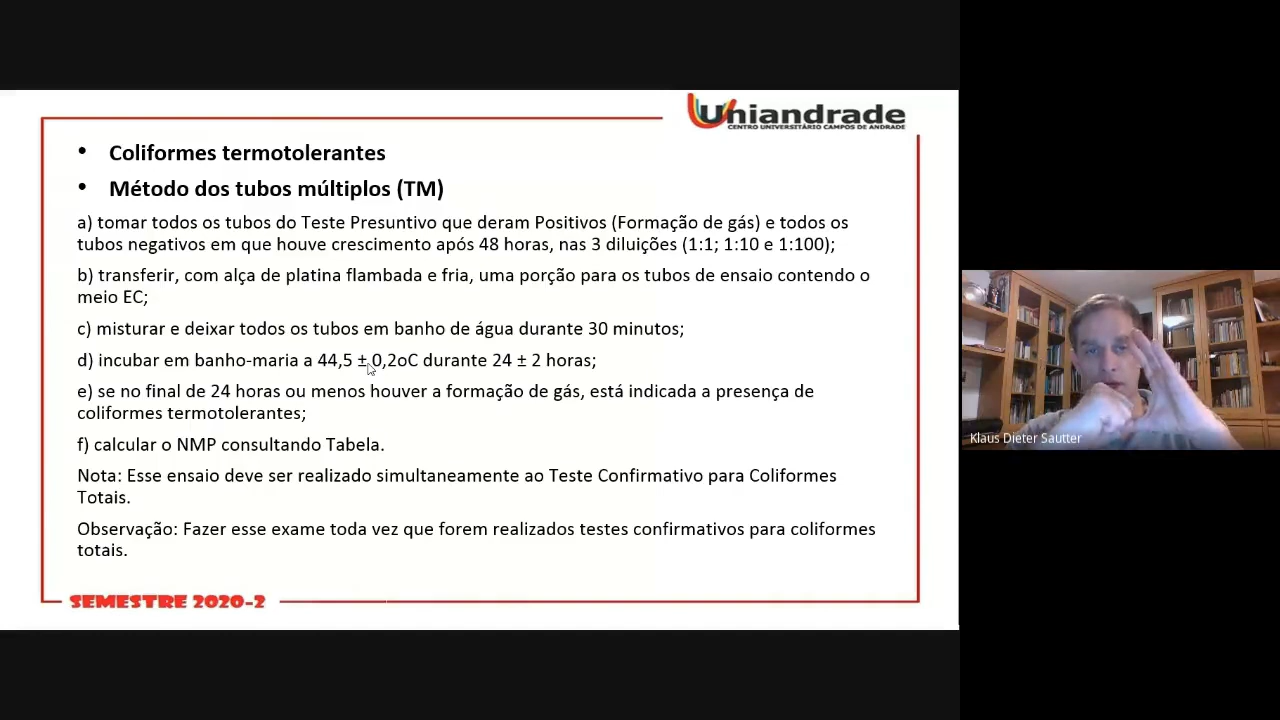 Uniandrade
CENTRO UNIVERSITÁRIO CAMPOS DE ANDRADE
• Coliformes termotolerantes
• Método dos tubos múltiplos (TM)
a) tomar todos os tubos do Teste Presuntivo que deram Positivos (Formação de gás) e todos os
tubos negativos em que houve crescimento após 48 horas, nas 3 diluições (1:1; 1:10 e 1:100);
b) transferir, com alça de platina flambada e fria, uma porção para os tubos de ensaio contendo o
meio EC;
c) misturar e deixar todos os tubos em banho de água durante 30 minutos;
d) incubar em banho-maria a 44,5 ± 0,2oC durante 24 ± 2 horas;
e) se no final de 24 horas ou menos houver a formação de gás, está indicada a presença de
coliformes termotolerantes;
f) calcular o NMP consultando Tabela.
Nota: Esse ensaio deve ser realizado simultaneamente ao Teste Confirmativo para Coliformes
Totais.
Observação: Fazer esse exame toda vez que forem realizados testes confirmativos para coliformes
totais.
SEMESTRE 2020-2
Klaus Dieter Sautter